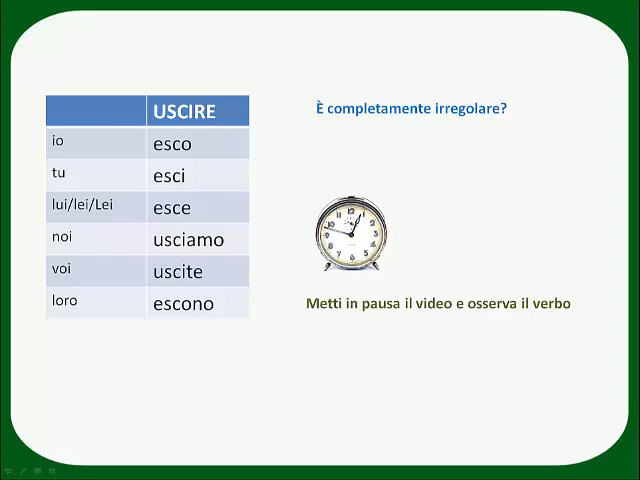 USCIRE
io esco
tu esci
lui/lei/Lei esce
noi usciamo
voi uscite
loro escono
È completamente irregolare?
Metti in pausa il video e osserva il verbo